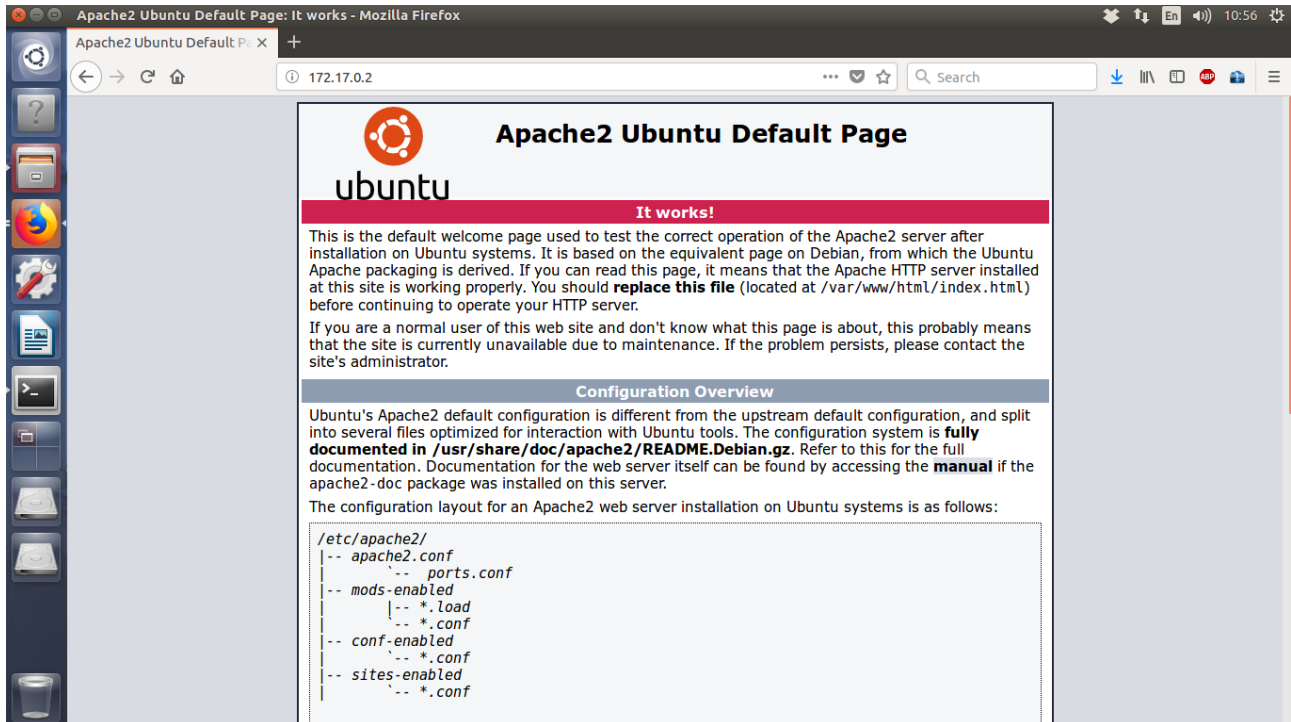 Apache2 Ubuntu Default Page: It works - Mozilla Firefox
En
10:56
Apache2 Ubuntu Default Pa
172.17.0.2
Search
ABP
ubuntu
Apache2 Ubuntu Default Page
It works!
This is the default welcome page used to test the correct operation of the Apache2 server after
installation on Ubuntu systems. It is based on the equivalent page on Debian, from which the Ubuntu
Apache packaging is derived. If you can read this page, it means that the Apache HTTP server installed
at this site is working properly. You should replace this file (located at /var/www/html/index.html)
before continuing to operate your HTTP server.
If you are a normal user of this web site and don't know what this page is about, this probably means
that the site is currently unavailable due to maintenance. If the problem persists, please contact the
site's administrator.
Configuration Overview
Ubuntu's Apache2 default configuration is different from the upstream default configuration, and split
into several files optimized for interaction with Ubuntu tools. The configuration system is fully
documented in /usr/share/doc/apache2/README.Debian.gz. Refer to this for the full
documentation. Documentation for the web server itself can be found by accessing the manual if the
apache2-doc package was installed on this server.
The configuration layout for an Apache2 web server installation on Ubuntu systems is as follows:
/etc/apache2/
|-- apache2.conf
|       `--  ports.conf
|-- mods-enabled
|       |-- *.load
|       `-- *.conf
|-- conf-enabled
|       `-- *.conf
|-- sites-enabled
|       `-- *.conf